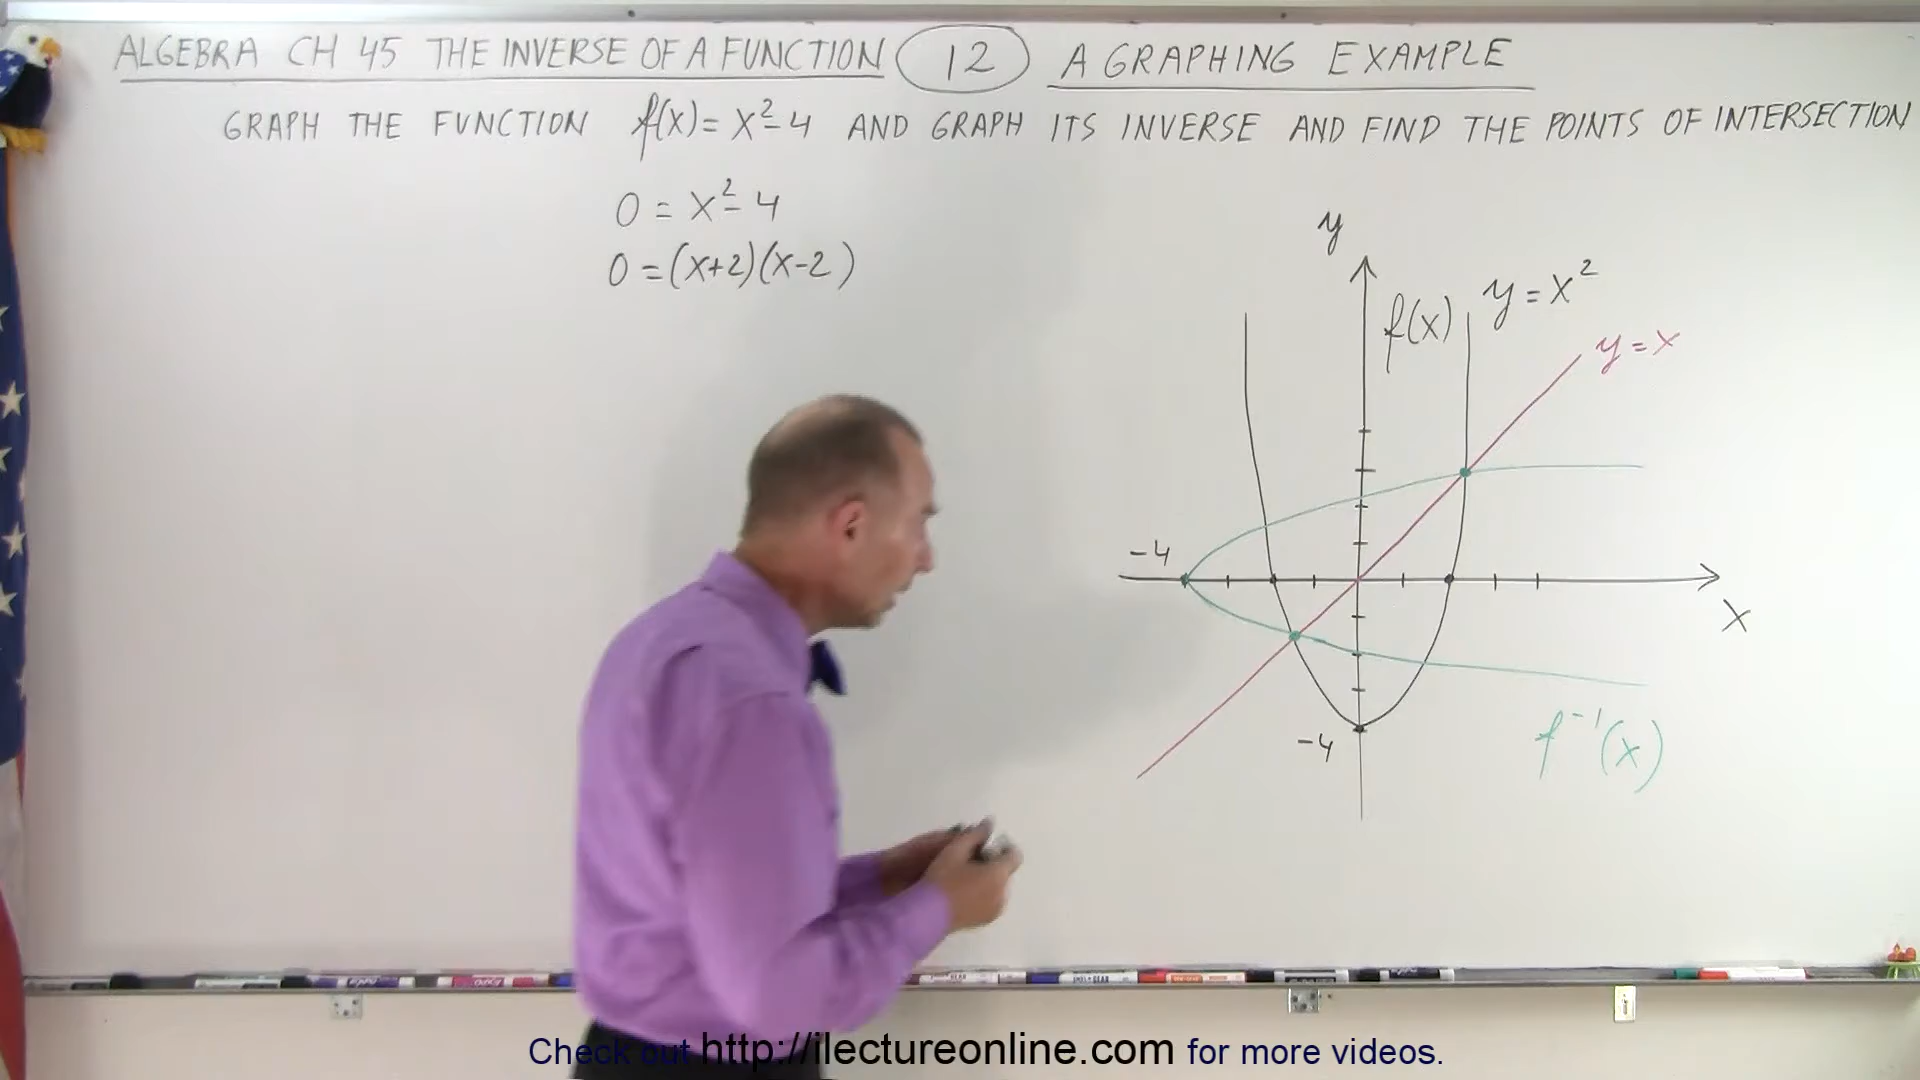 ALGEBRA CH 45 THE INVERSE OF A FUNCTION 12 A GRAPHING EXAMPLE
GRAPH THE FUNCTION f(x) = x² - 4 AND GRAPH ITS INVERSE AND FIND THE POINTS OF INTERSECTION
0 = x² - 4
0 = (x+2)(x-2)
y
f(x)
y = x²
y = x
-4
x
-4
f⁻¹(x)
Check out http://ilectureonline.com for more videos.